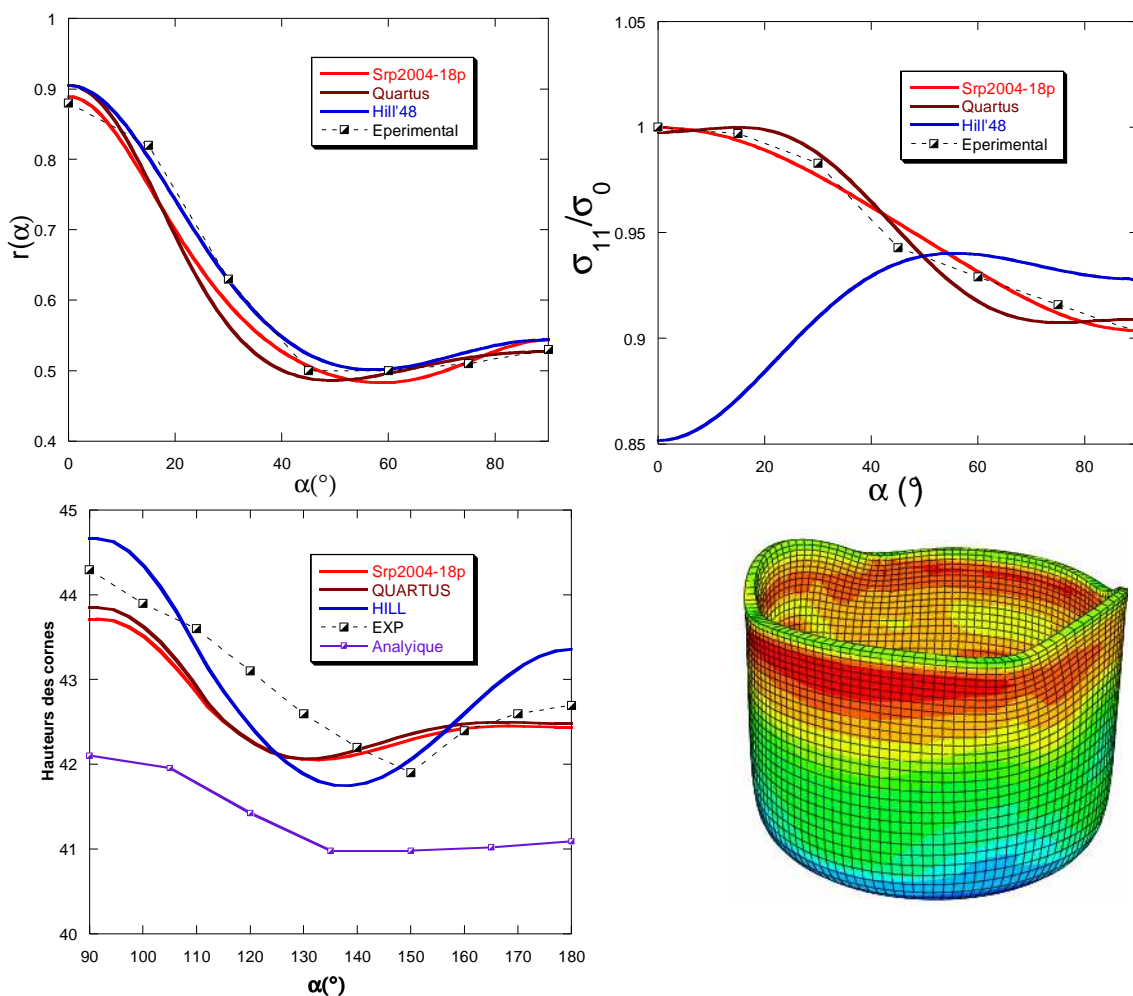 1
0.9
0.8
0.7
0.6
0.5
0.4
r(α)
0 20 40 60 80
α(°)
Srp2004-18p
Quartus
Hill'48
Eperimental
1.05
1
0.95
0.9
0.85
σ11/σ0
0 20 40 60 80
α (°)
Srp2004-18p
Quartus
Hill'48
Eperimental
45
44
43
42
41
40
Hauteurs des cornes
90 100 110 120 130 140 150 160 170 180
α(°)
Srp2004-18p
QUARTUS
HILL
EXP
Analyique